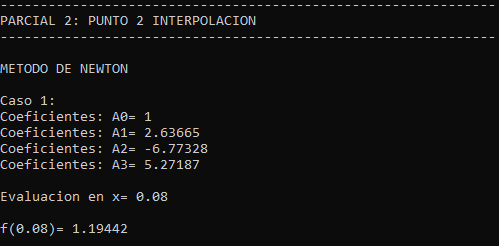 PARCIAL 2: PUNTO 2 INTERPOLACION
METODO DE NEWTON
Caso 1:
Coeficientes: A0= 1
Coeficientes: A1= 2.63665
Coeficientes: A2= -6.77328
Coeficientes: A3= 5.27187
Evaluacion en x= 0.08
f(0.08)= 1.19442